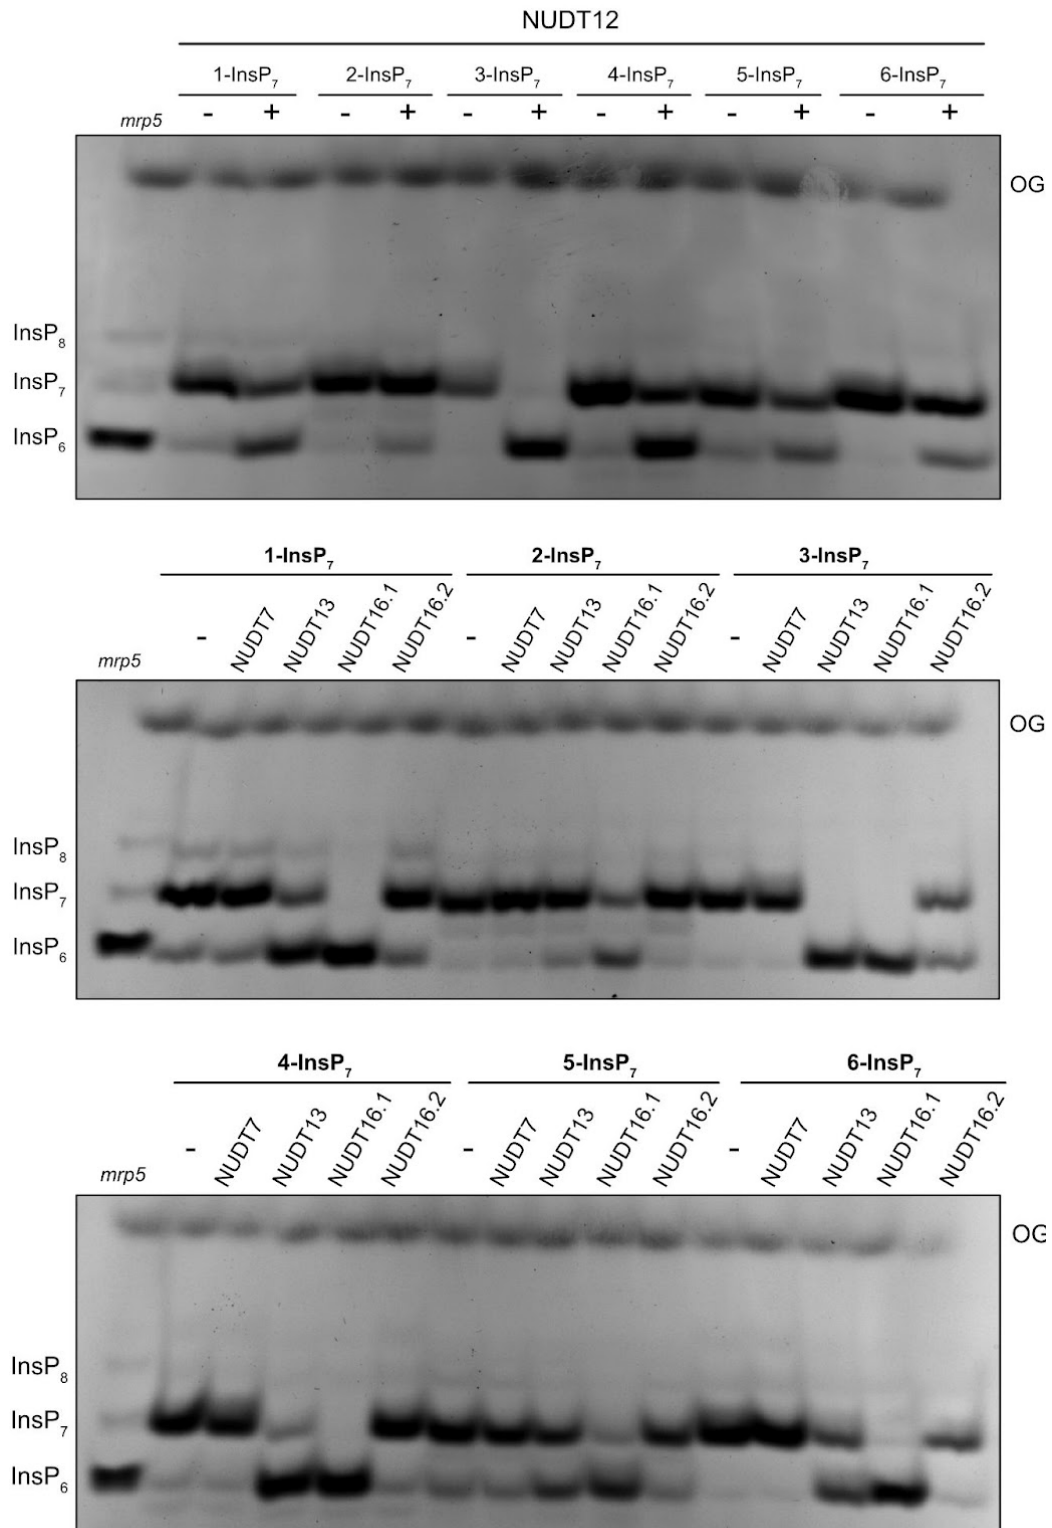 NUDT12
1-InsP₇ 2-InsP₇ 3-InsP₇ 4-InsP₇ 5-InsP₇ 6-InsP₇
mrp5 - + - + - + - + - + - +
OG
InsP₈
InsP₇
InsP₆
1-InsP₇ 2-InsP₇ 3-InsP₇
mrp5 - NUDT7 NUDT13 NUDT16.1 NUDT16.2 - NUDT7 NUDT13 NUDT16.1 NUDT16.2 - NUDT7 NUDT13 NUDT16.1 NUDT16.2
OG
InsP₈
InsP₇
InsP₆
4-InsP₇ 5-InsP₇ 6-InsP₇
mrp5 - NUDT7 NUDT13 NUDT16.1 NUDT16.2 - NUDT7 NUDT13 NUDT16.1 NUDT16.2 - NUDT7 NUDT13 NUDT16.1 NUDT16.2
OG
InsP₈
InsP₇
InsP₆